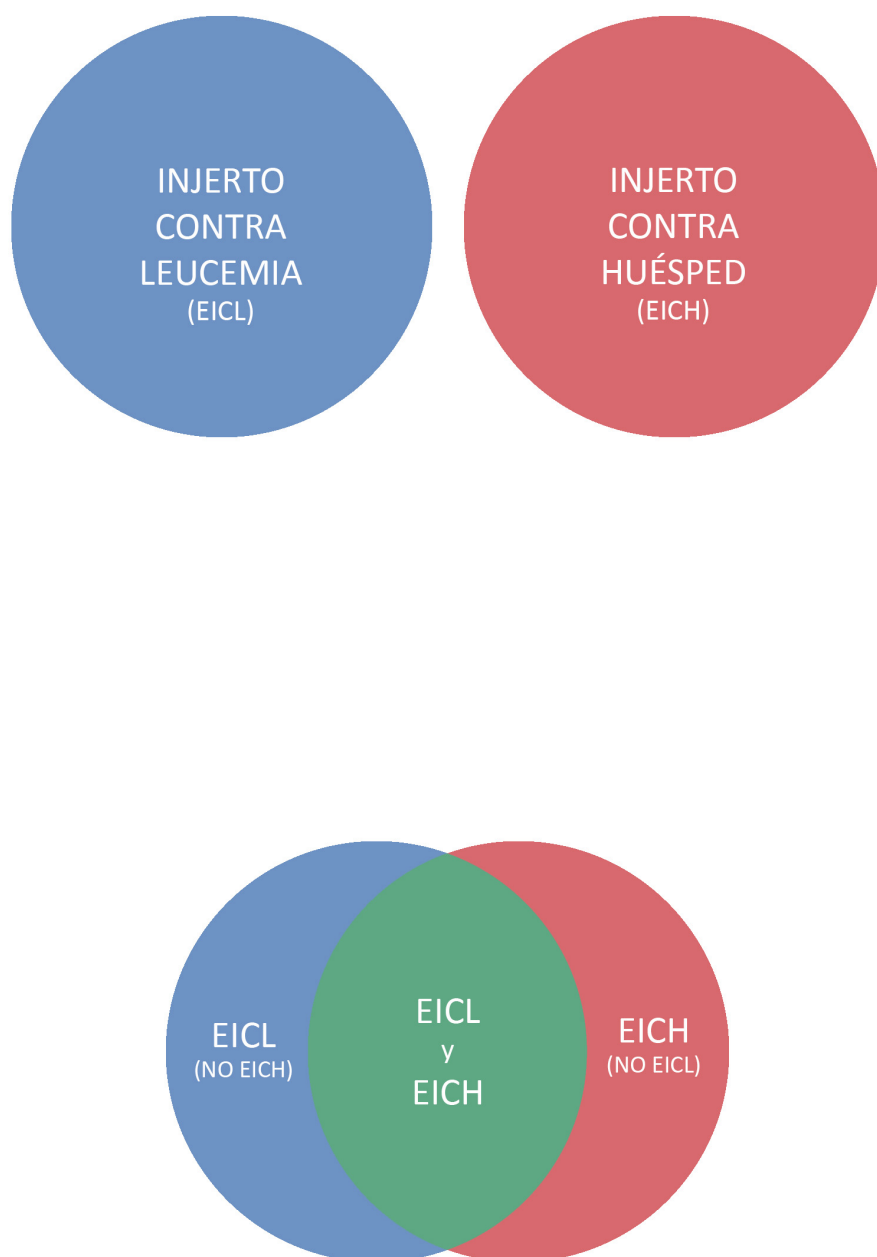 INJERTO
CONTRA
LEUCEMIA
(EICL)
INJERTO
CONTRA
HUÉSPED
(EICH)
EICL
(NO EICH)
EICL
y
EICH
EICH
(NO EICL)